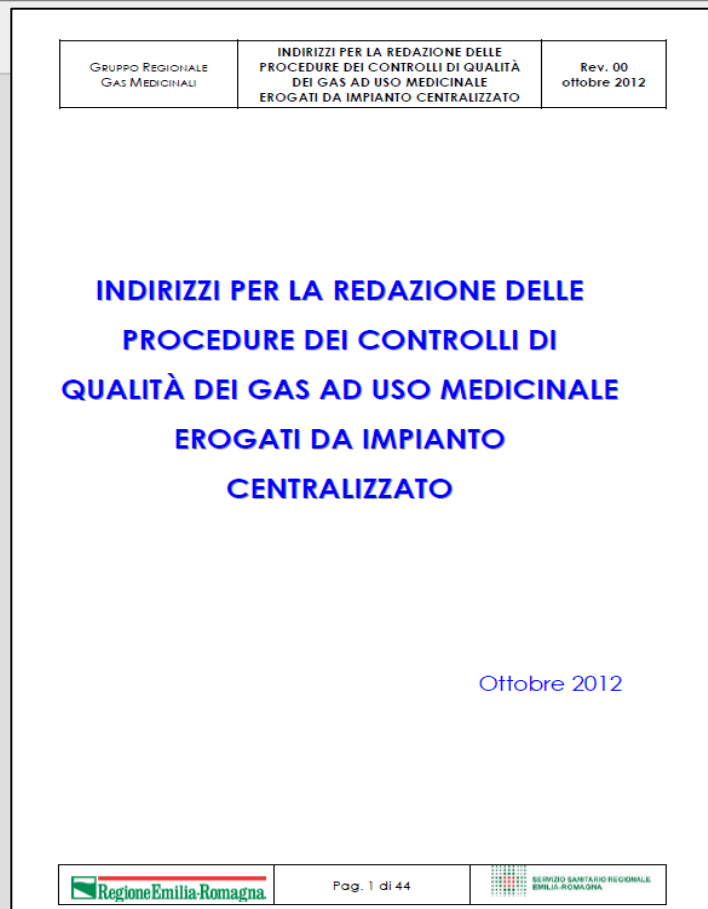 GRUPPO REGIONALE
GAS MEDICINALI
INDIRIZZI PER LA REDAZIONE DELLE
PROCEDURE DEI CONTROLLI DI QUALITÀ
DEI GAS AD USO MEDICINALE
EROGATI DA IMPIANTO CENTRALIZZATO
Rev. 00
ottobre 2012
INDIRIZZI PER LA REDAZIONE DELLE
PROCEDURE DEI CONTROLLI DI
QUALITÀ DEI GAS AD USO MEDICINALE
EROGATI DA IMPIANTO
CENTRALIZZATO
Ottobre 2012
RegioneEmilia-Romagna
Pag. 1 di 44
SERVIZIO SANITARIO REGIONALE
EMILIA-ROMAGNA